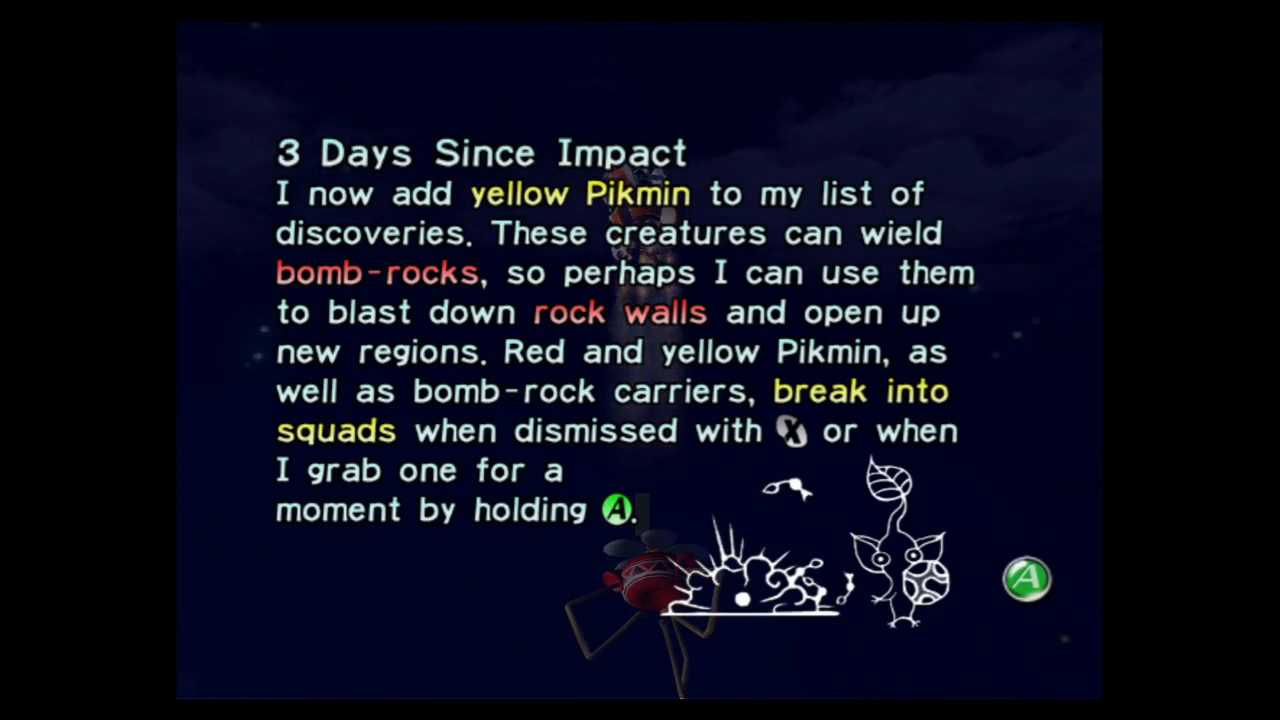 3 Days Since Impact
I now add yellow Pikmin to my list of
discoveries. These creatures can wield
bomb-rocks, so perhaps I can use them
to blast down rock walls and open up
new regions. Red and yellow Pikmin, as
well as bomb-rock carriers, break into
squads when dismissed with X or when
I grab one for a
moment by holding A.
A